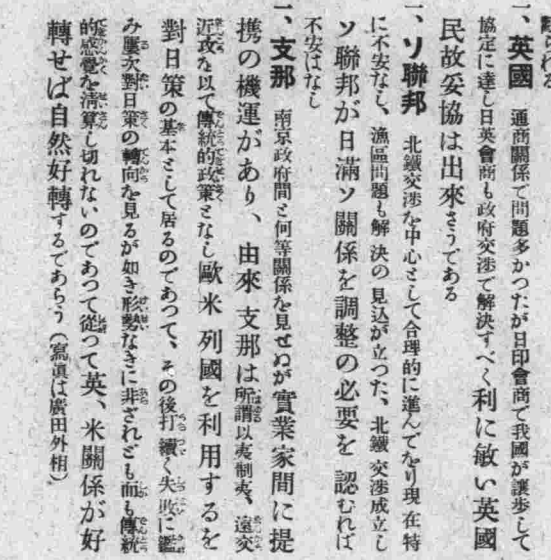 一、英國　通商關係で問題多かつたが日印會商で我國が讓歩して
協定に達し日英會商も政府交渉で解決すべく利に敏い英國
民故妥協は出來さうである
一、ソ聯邦　北鐵交渉を中心として合理的に進んでをり現在特
に不安なし、漁區問題も解決の見込が立つた、北鐵交渉成立し
ソ聯邦が日滿ソ關係を調整の必要を認むれば
不安はなし
一、支那　南京政府間と何等關係を見せぬが實業家間に提
携の機運があり、由來支那は所謂以夷制夷、遠交
近攻を以て傳統的政策となし歐米列國を利用するを
對日策の基本として居るのであつて、その後打續く失敗に鑑
み屢次對日策の轉向を見るが如き形勢なきに非ざれども而も傳統
的感覺を淸算し切れないのであつて從つて英、米關係が好
轉せば自然好轉するであらう（寫眞は廣田外相）